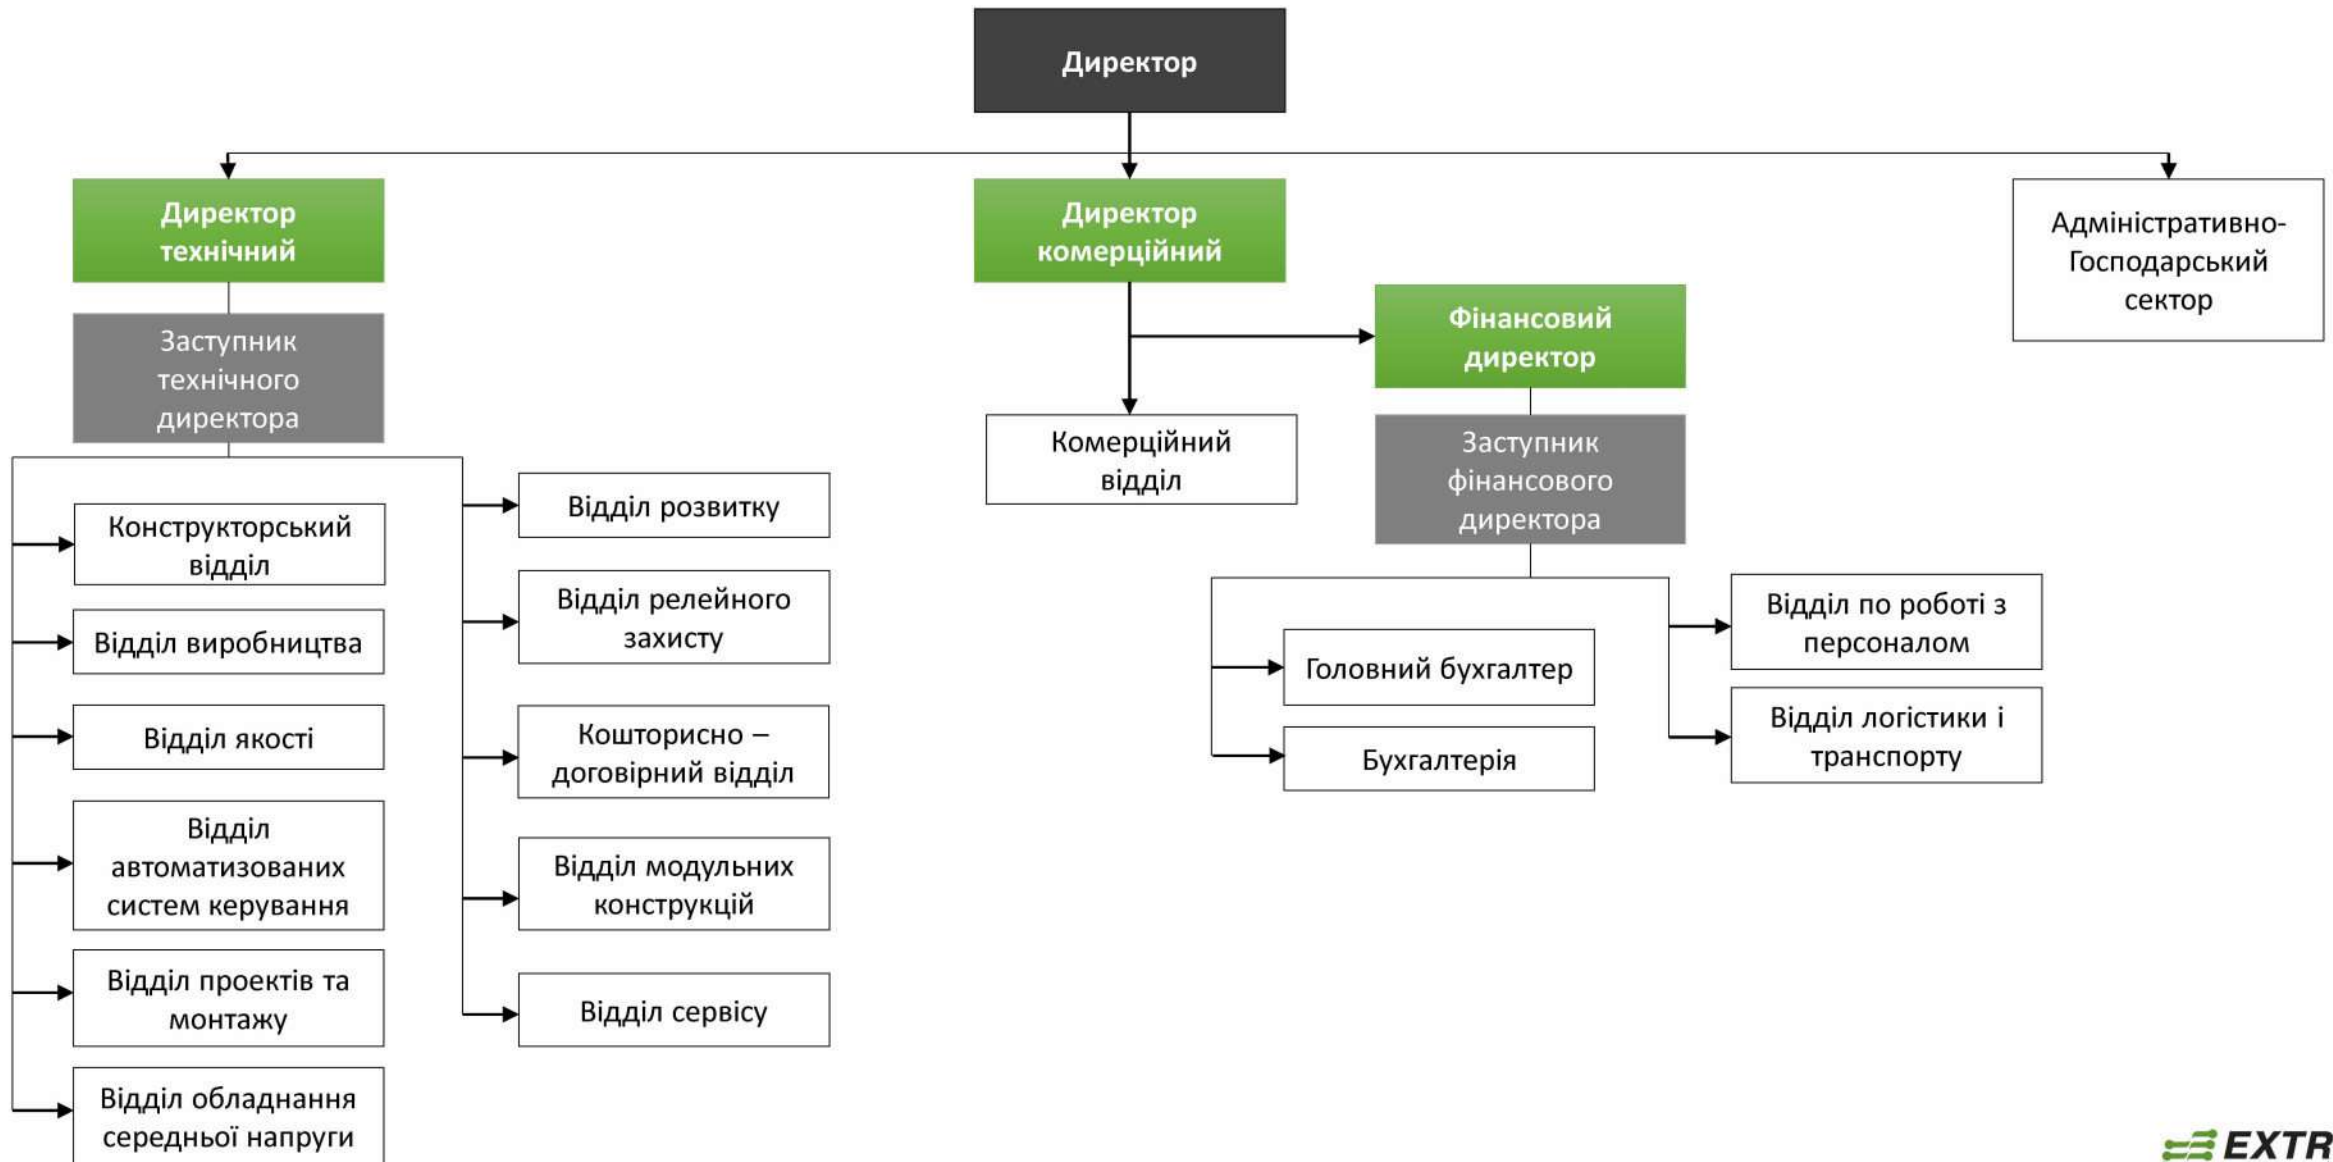 Директор
Директор
технічний
Директор
комерційний
Адміністративно-
Господарський
сектор
Фінансовий
директор
Заступник
технічного
директора
Комерційний
відділ
Заступник
фінансового
директора
Конструкторський
відділ
Відділ виробництва
Відділ якості
Відділ
автоматизованих
систем керування
Відділ проектів та
монтажу
Відділ обладнання
середньої напруги
Відділ розвитку
Відділ релейного
захисту
Кошторисно –
договірний відділ
Відділ модульних
конструкцій
Відділ сервісу
Головний бухгалтер
Бухгалтерія
Відділ по роботі з
персоналом
Відділ логістики і
транспорту
EXTR